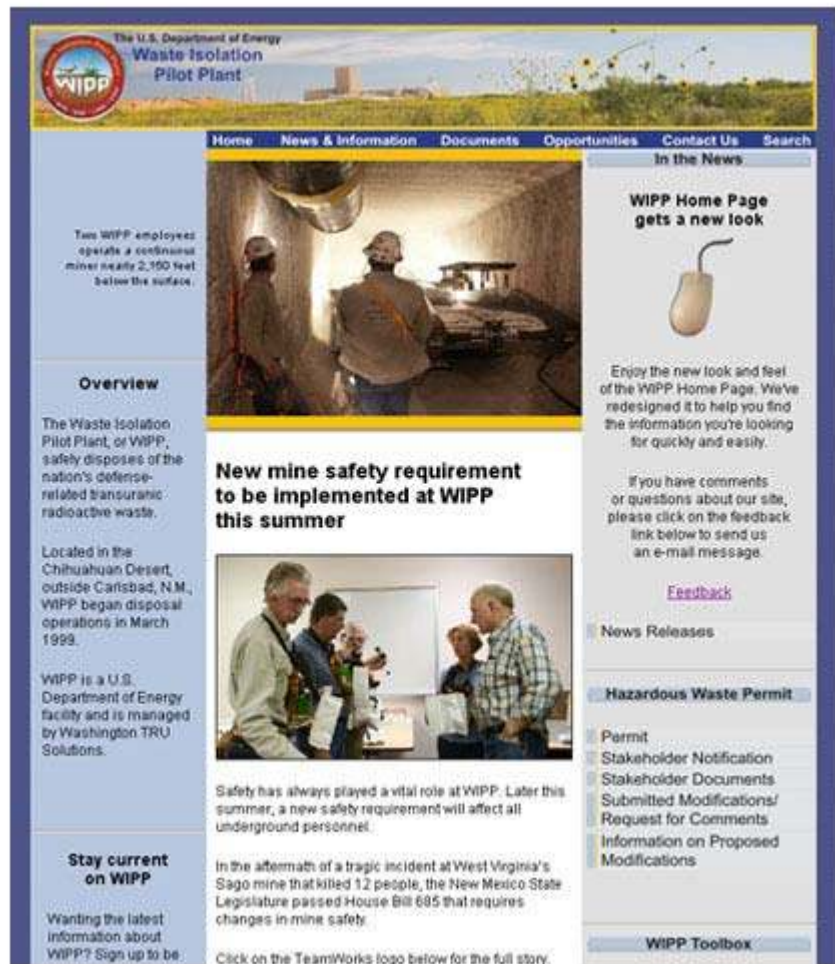 The U.S. Department of Energy
Waste Isolation
Pilot Plant
WIPP
Home News & Information Documents Opportunities Contact Us Search
Two WIPP employees
operate a continuous
miner nearly 2,150 feet
below the surface.
Overview
The Waste Isolation
Pilot Plant, or WIPP,
safely disposes of the
nation's defense-
related transuranic
radioactive waste.
Located in the
Chihuahuan Desert,
outside Carlsbad, N.M.,
WIPP began disposal
operations in March
1999.
WIPP is a U.S.
Department of Energy
facility and is managed
by Washington TRU
Solutions.
Stay current
on WIPP
Wanting the latest
information about
WIPP? Sign up to be
New mine safety requirement
to be implemented at WIPP
this summer
Safety has always played a vital role at WIPP. Later this
summer, a new safety requirement will affect all
underground personnel.
In the aftermath of a tragic incident at West Virginia's
Sago mine that killed 12 people, the New Mexico State
Legislature passed House Bill 685 that requires
changes in mine safety.
Click on the TeamWorks logo below for the full story.
In the News
WIPP Home Page
gets a new look
Enjoy the new look and feel
of the WIPP Home Page. We've
redesigned it to help you find
the information you're looking
for quickly and easily.
If you have comments
or questions about our site,
please click on the feedback
link below to send us
an e-mail message.
Feedback
News Releases
Hazardous Waste Permit
Permit
Stakeholder Notification
Stakeholder Documents
Submitted Modifications/
Request for Comments
Information on Proposed
Modifications
WIPP Toolbox